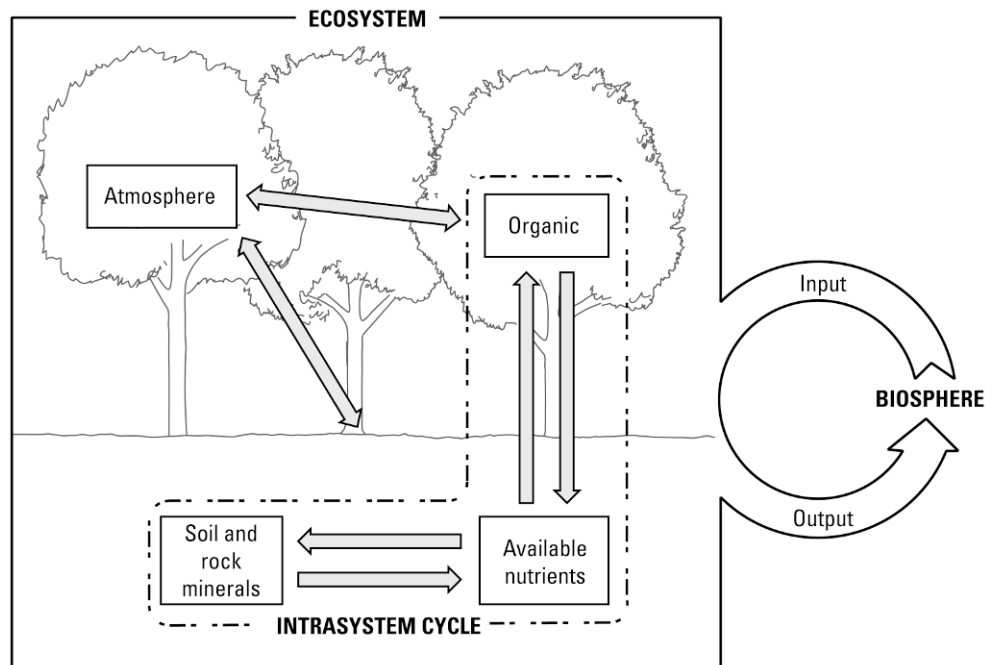 ECOSYSTEM
Atmosphere
Organic
Input
BIOSPHERE
Output
Soil and
rock
minerals
Available
nutrients
INTRASYSTEM CYCLE